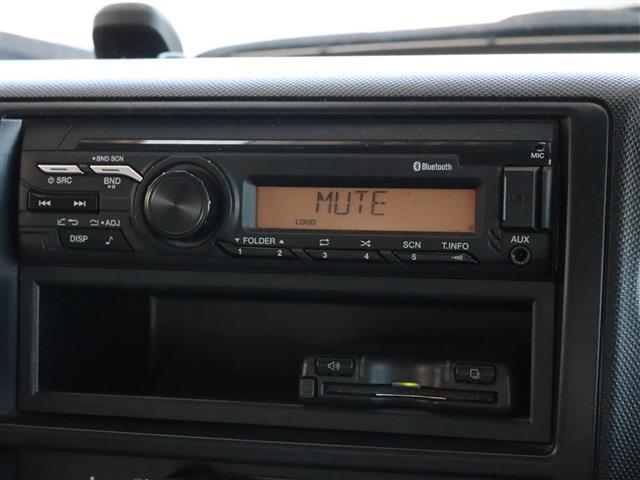 MIC
Bluetooth
• BND SCN
SRC
BND
MUTE
LOUD
• ADJ
DISP
FOLDER
1 2 3 4
SCN
5
T.INFO
AUX